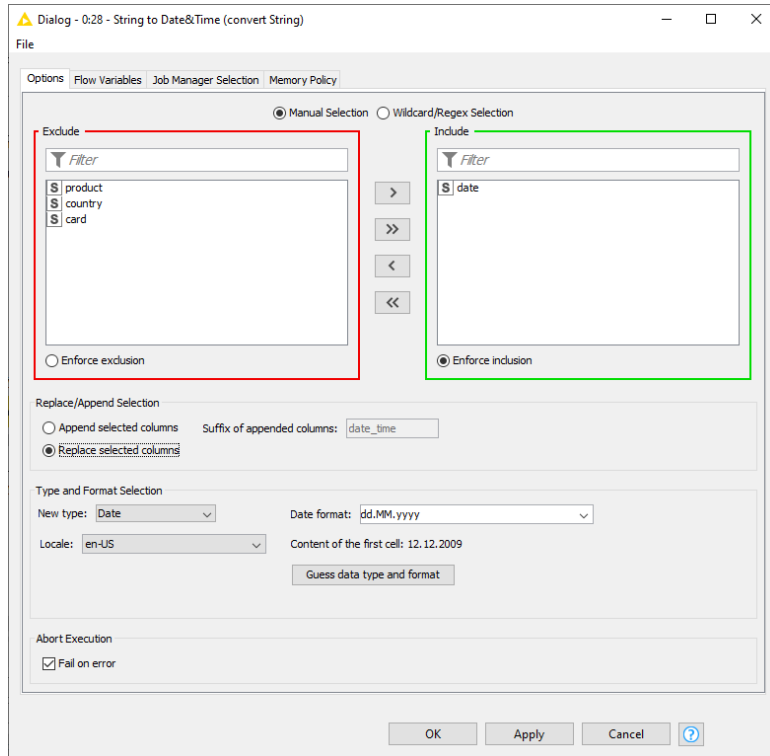 Dialog - 0:28 - String to Date&Time (convert String)
File
Options Flow Variables Job Manager Selection Memory Policy
Manual Selection Wildcard/Regex Selection
Exclude
Filter
S product
S country
S card
Enforce exclusion
>
>>
<
<<
Include
Filter
S date
Enforce inclusion
Replace/Append Selection
Append selected columns Suffix of appended columns: date_time
Replace selected columns
Type and Format Selection
New type: Date Date format: dd.MM.yyyy
Locale: en-US Content of the first cell: 12.12.2009
Guess data type and format
Abort Execution
Fail on error
OK Apply Cancel ?